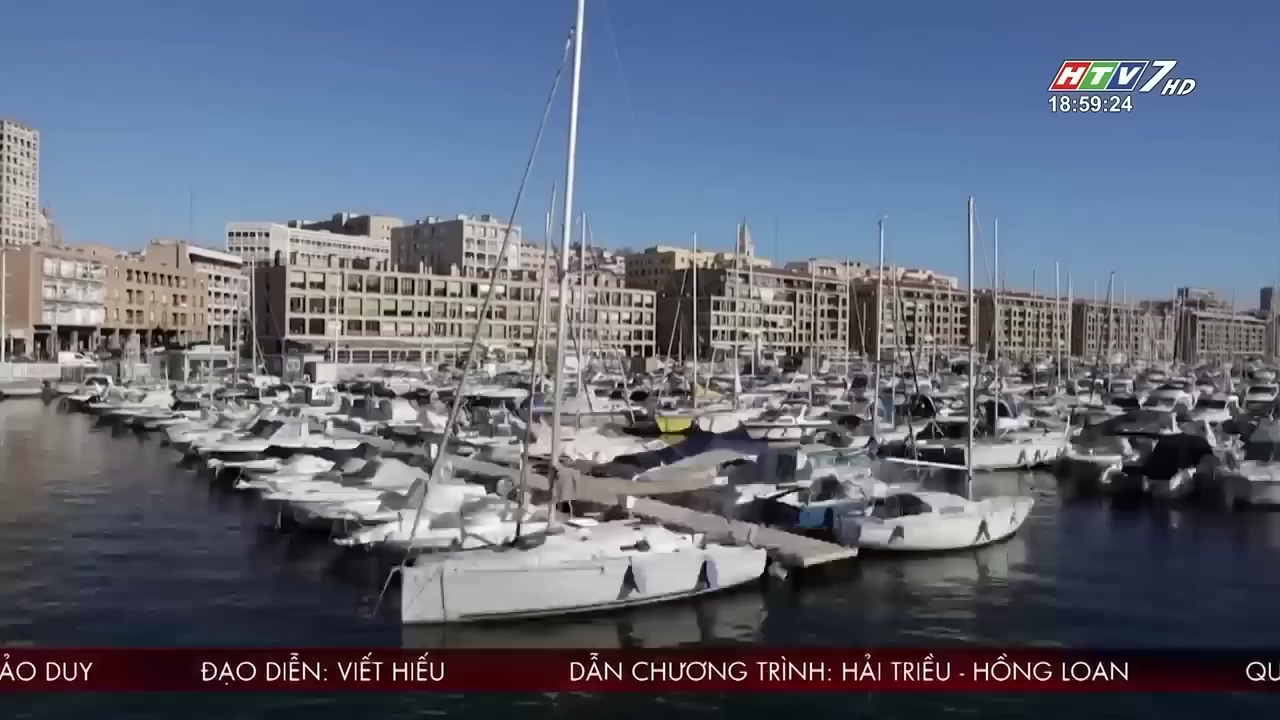 HTV7 HD
18:59:24
ẢO DUY ĐẠO DIỄN: VIẾT HIẾU DẪN CHƯƠNG TRÌNH: HẢI TRIỀU - HỒNG LOAN QU